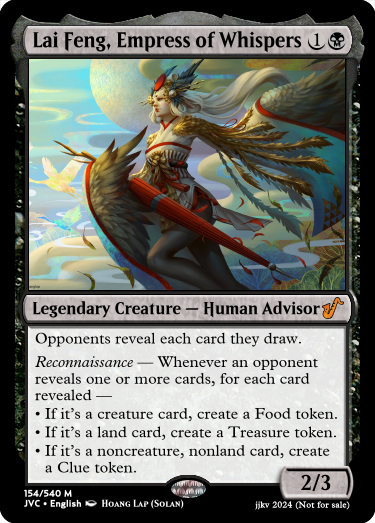 Lai Feng, Empress of Whispers 1
Legendary Creature — Human Advisor
Opponents reveal each card they draw.
Reconnaissance — Whenever an opponent
reveals one or more cards, for each card
revealed —
• If it's a creature card, create a Food token.
• If it's a land card, create a Treasure token.
• If it's a noncreature, nonland card, create
a Clue token.
2/3
154/540 M
JVC • English Hoang Lap (Solan)
jjkv 2024 (Not for sale)